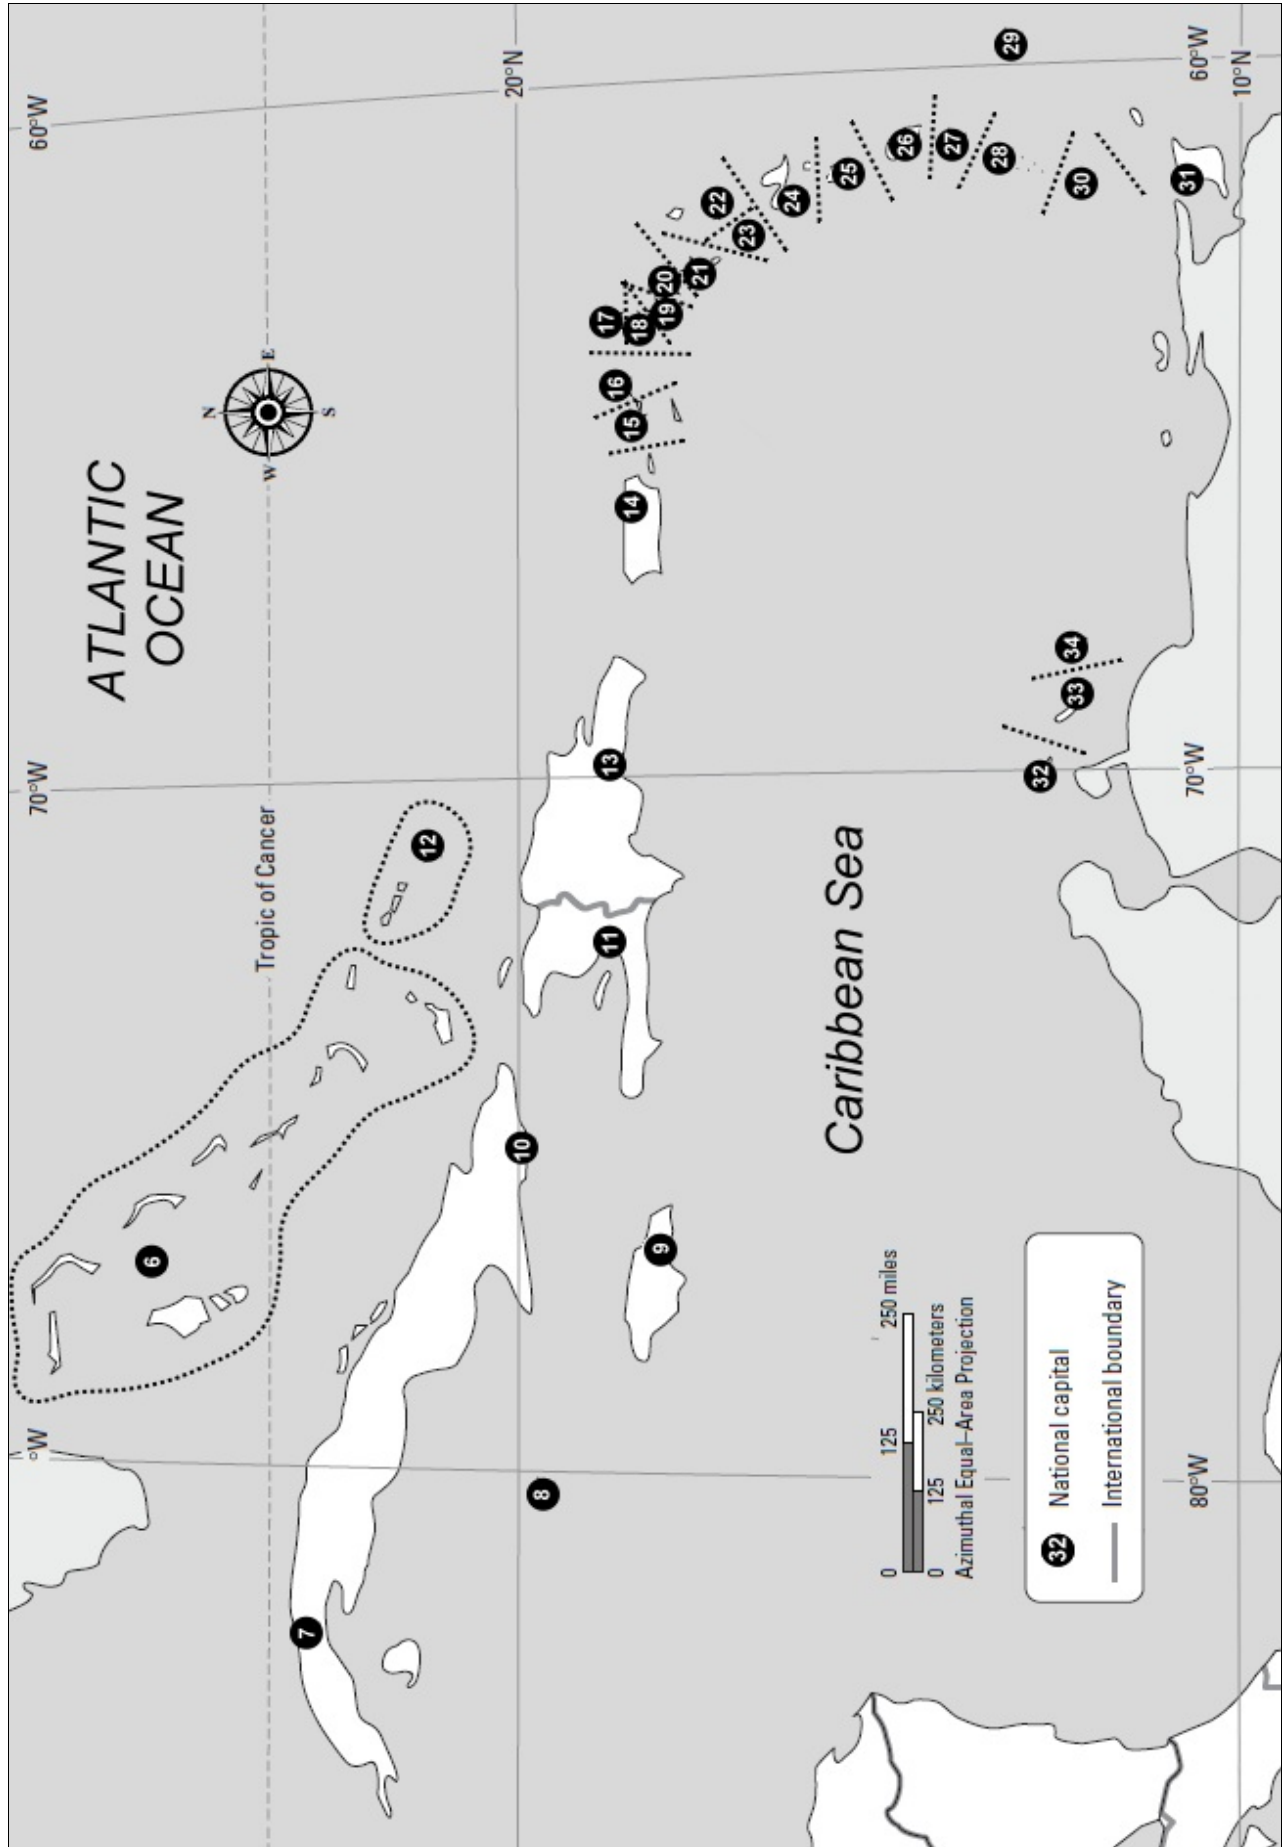 °W
70°W
60°W
ATLANTIC
OCEAN
6
N
W
E
S
Tropic of Cancer
7
12
20°N
10
8
11
13
17
16
14
15
18
9
19
20
21
22
23
24
Caribbean Sea
25
0 125 250 miles
0 125 250 kilometers
Azimuthal Equal–Area Projection
26
27
28
29
32
33
34
30
32 National capital
International boundary
31
80°W
70°W
60°W
10°N